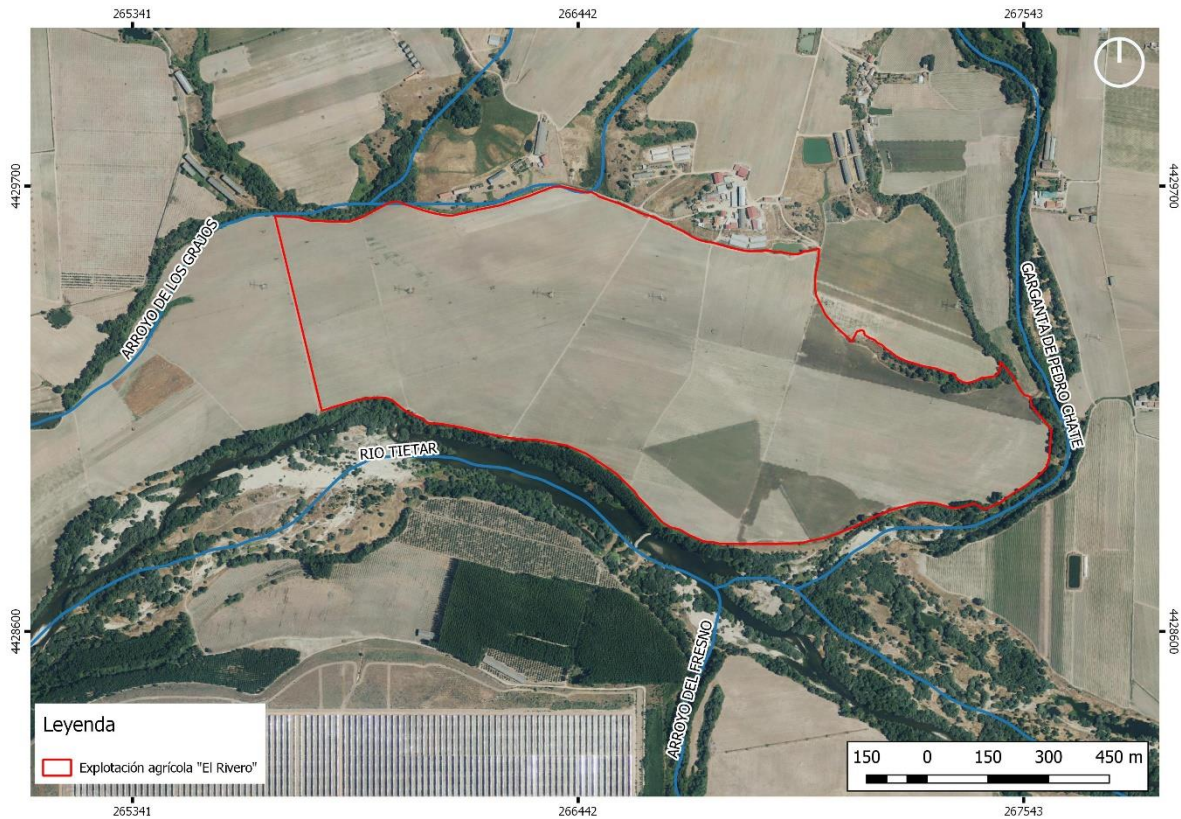 265341
266442
267543
4429700
4429700
ARROYO DE LOS GRAJOS
GARGANTA DE PEDRO CHATE
RIO TIETAR
ARROYO DEL FRESNO
4428600
4428600
Leyenda
Explotación agrícola "El Rivero"
150 0 150 300 450 m
265341
266442
267543